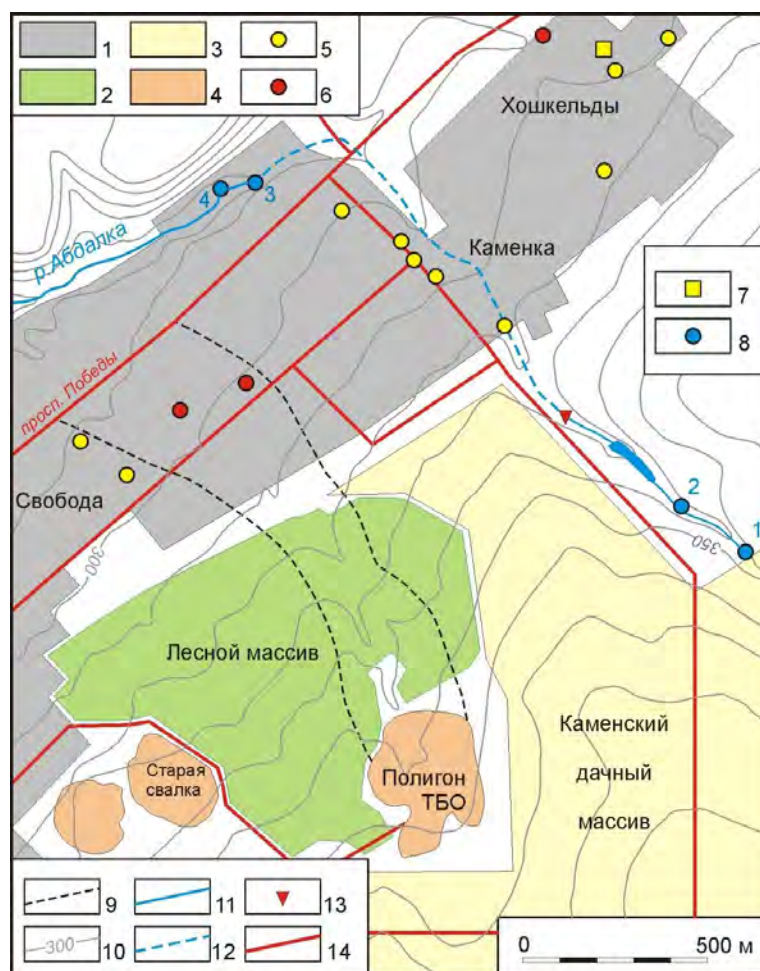 1
3
5
2
4
6
Хошкельды
4
3
р.Абдалка
Каменка
7
8
просп. Победы
Свобода
2
1
350
300
Лесной массив
Каменский
дачный
массив
Старая
свалка
Полигон
ТБО
9
11
13
300
10
12
14
0
500 м